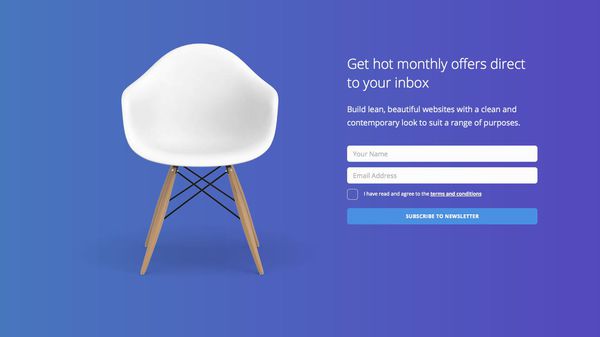 Get hot monthly offers direct
to your inbox
Build lean, beautiful websites with a clean and
contemporary look to suit a range of purposes.
Your Name
Email Address
I have read and agree to the terms and conditions
SUBSCRIBE TO NEWSLETTER